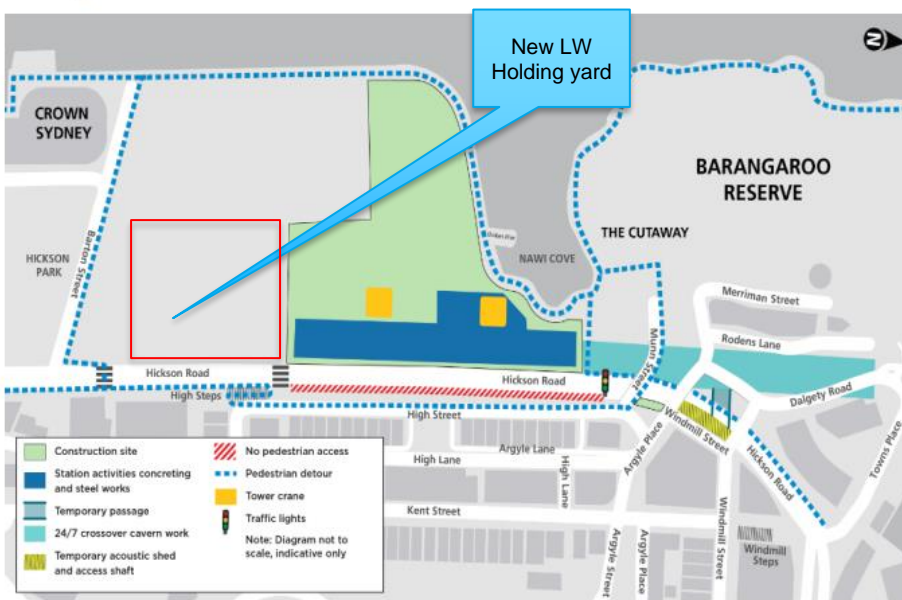 New LW
Holding yard
N
CROWN
SYDNEY
BARANGAROO
RESERVE
THE CUTAWAY
HICKSON
PARK
Barton Street
NAWI COVE
Merriman Street
Rodens Lane
Munn Street
Hickson Road
Hickson Road
Dalgety Road
High Steps
High Street
Windmill Street
Argyle Place
Hickson Road
Towns Place
Argyle Lane
High Lane
High Lane
Kent Street
Argyle Street
Argyle Place
Windmill Street
Windmill
Steps
Construction site
Station activities concreting
and steel works
Temporary passage
24/7 crossover cavern work
Temporary acoustic shed
and access shaft
No pedestrian access
Pedestrian detour
Tower crane
Traffic lights
Note: Diagram not to
scale, indicative only